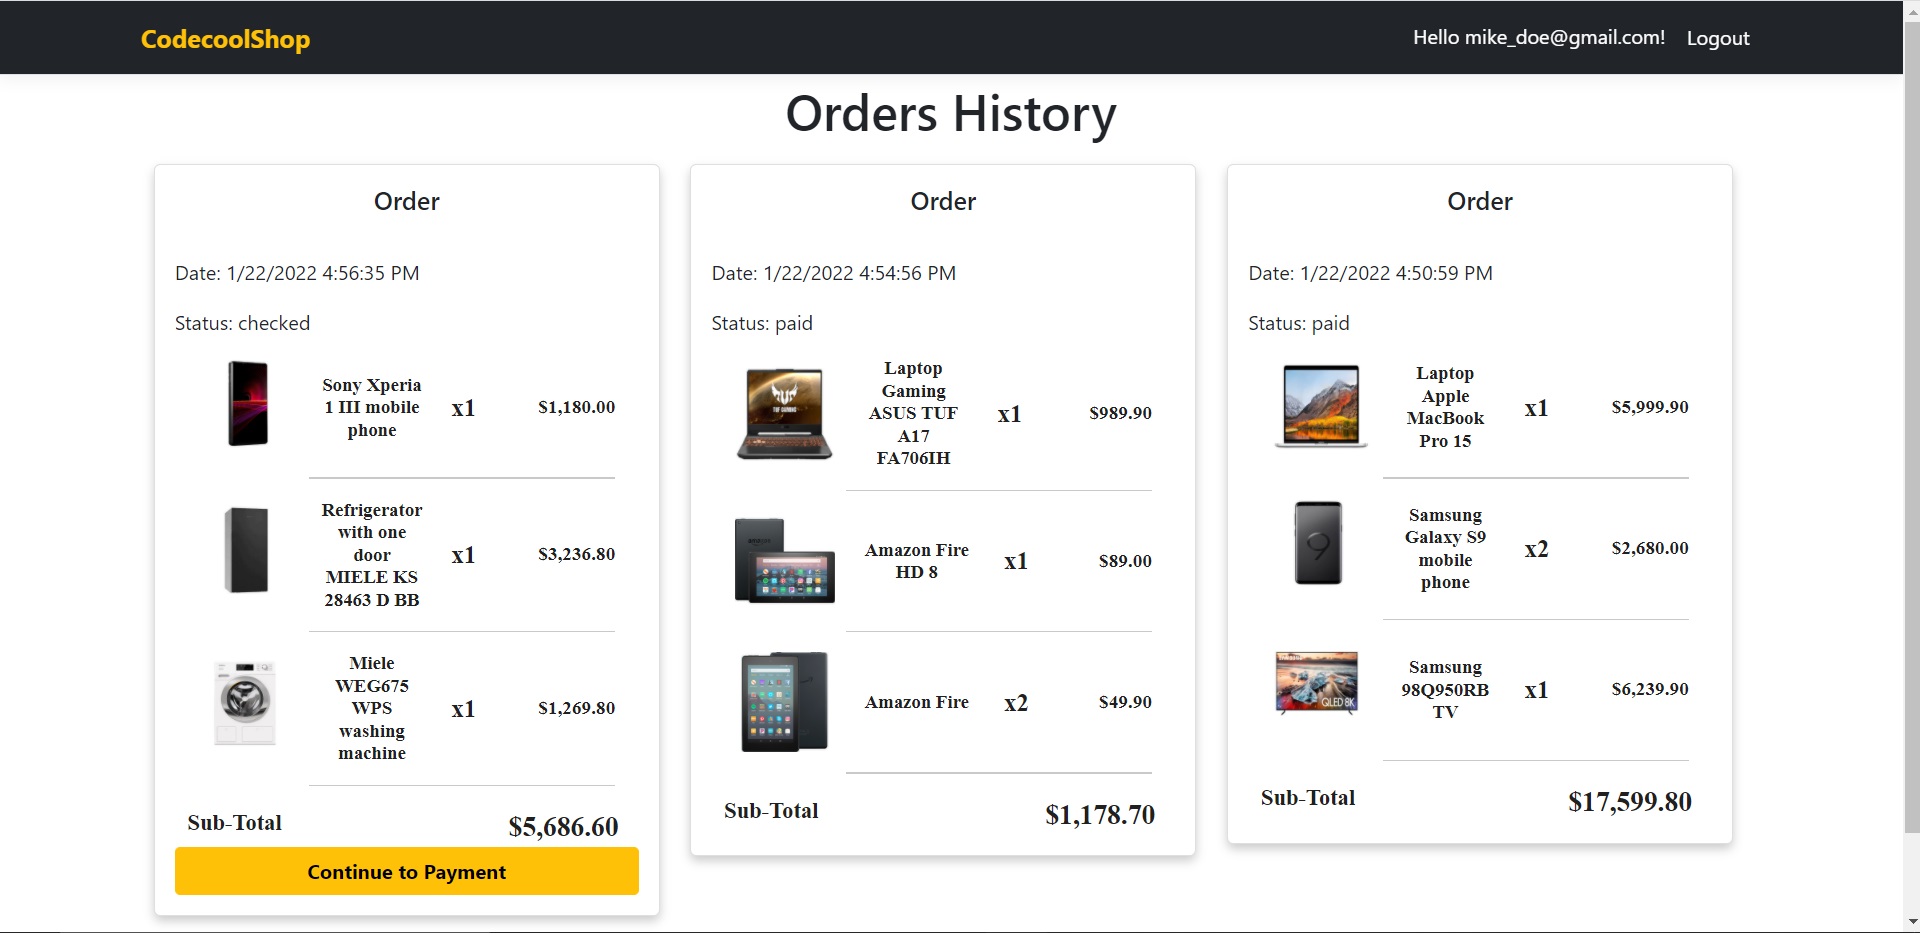 CodecoolShop
Hello mike_doe@gmail.com!
Logout
Orders History
Order
Date: 1/22/2022 4:56:35 PM
Status: checked
Sony Xperia
1 III mobile
phone
x1
$1,180.00
Refrigerator
with one
door
MIELE KS
28463 D BB
x1
$3,236.80
Miele
WEG675
WPS
washing
machine
x1
$1,269.80
Sub-Total
$5,686.60
Continue to Payment
Order
Date: 1/22/2022 4:54:56 PM
Status: paid
TUF GAMING
Laptop
Gaming
ASUS TUF
A17
FA706IH
x1
$989.90
Amazon Fire
HD 8
x1
$89.00
Amazon Fire
x2
$49.90
Sub-Total
$1,178.70
Order
Date: 1/22/2022 4:50:59 PM
Status: paid
Laptop
Apple
MacBook
Pro 15
x1
$5,999.90
9
Samsung
Galaxy S9
mobile
phone
x2
$2,680.00
QLED 8K
Samsung
98Q950RB
TV
x1
$6,239.90
Sub-Total
$17,599.80